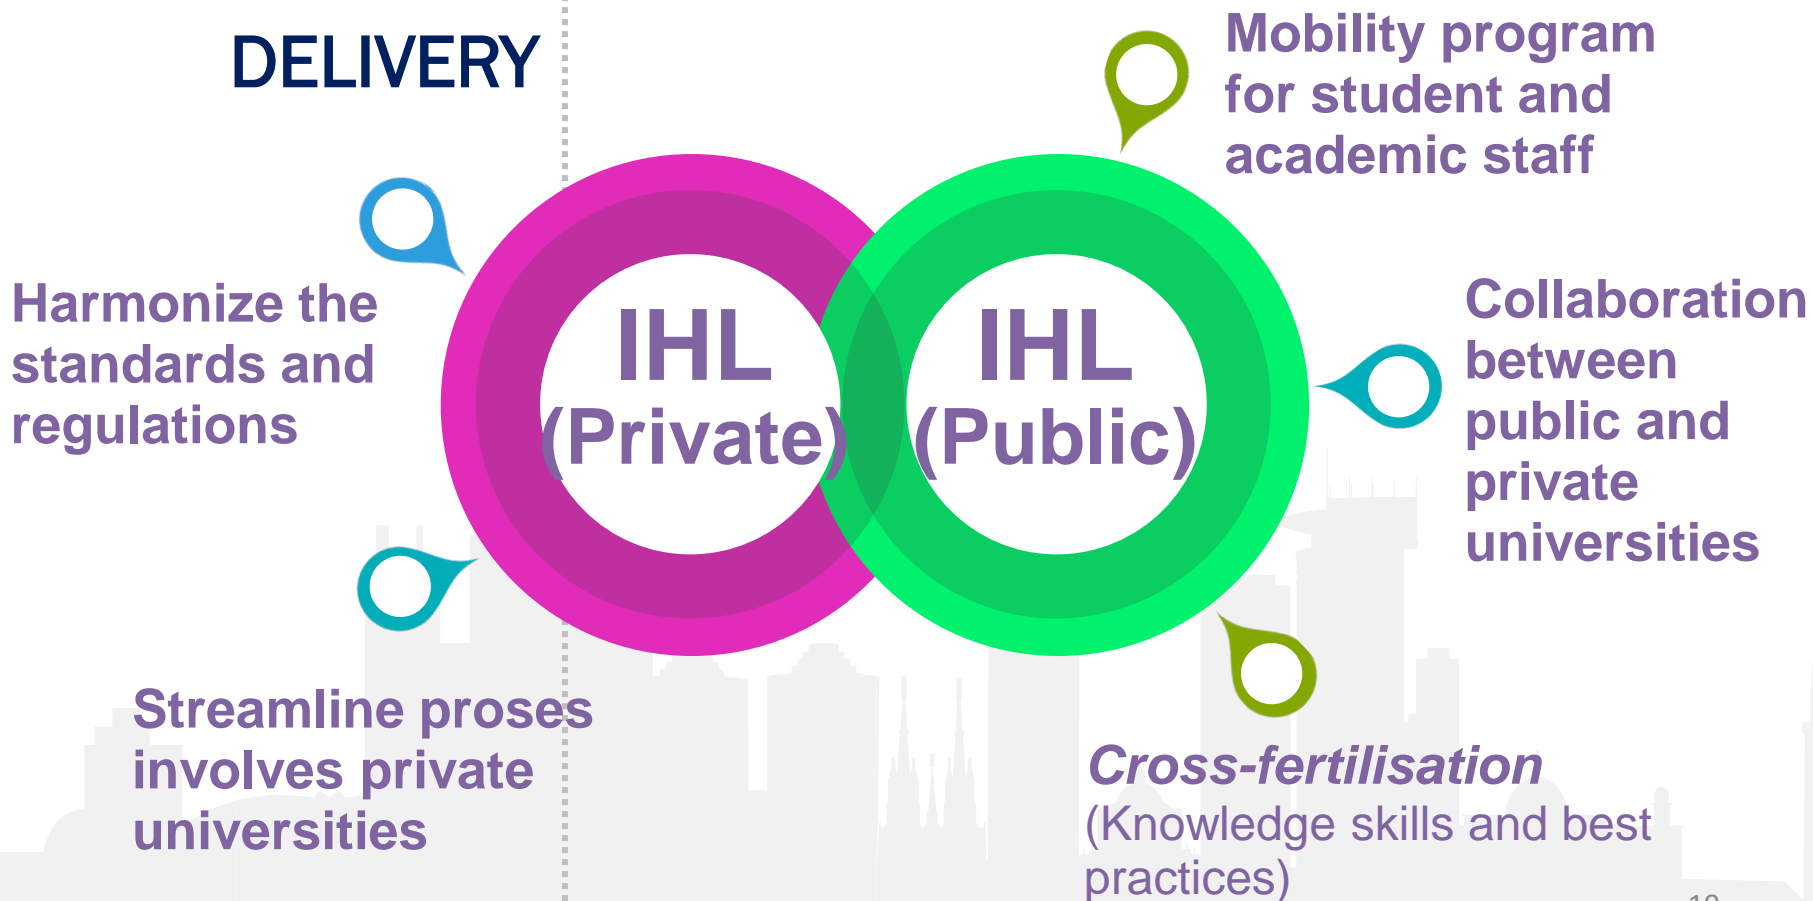 DELIVERY
Mobility program
for student and
academic staff
Harmonize the
standards and
regulations
IHL
(Private)
IHL
(Public)
Collaboration
between
public and
private
universities
Streamline proses
involves private
universities
Cross-fertilisation
(Knowledge skills and best
practices)